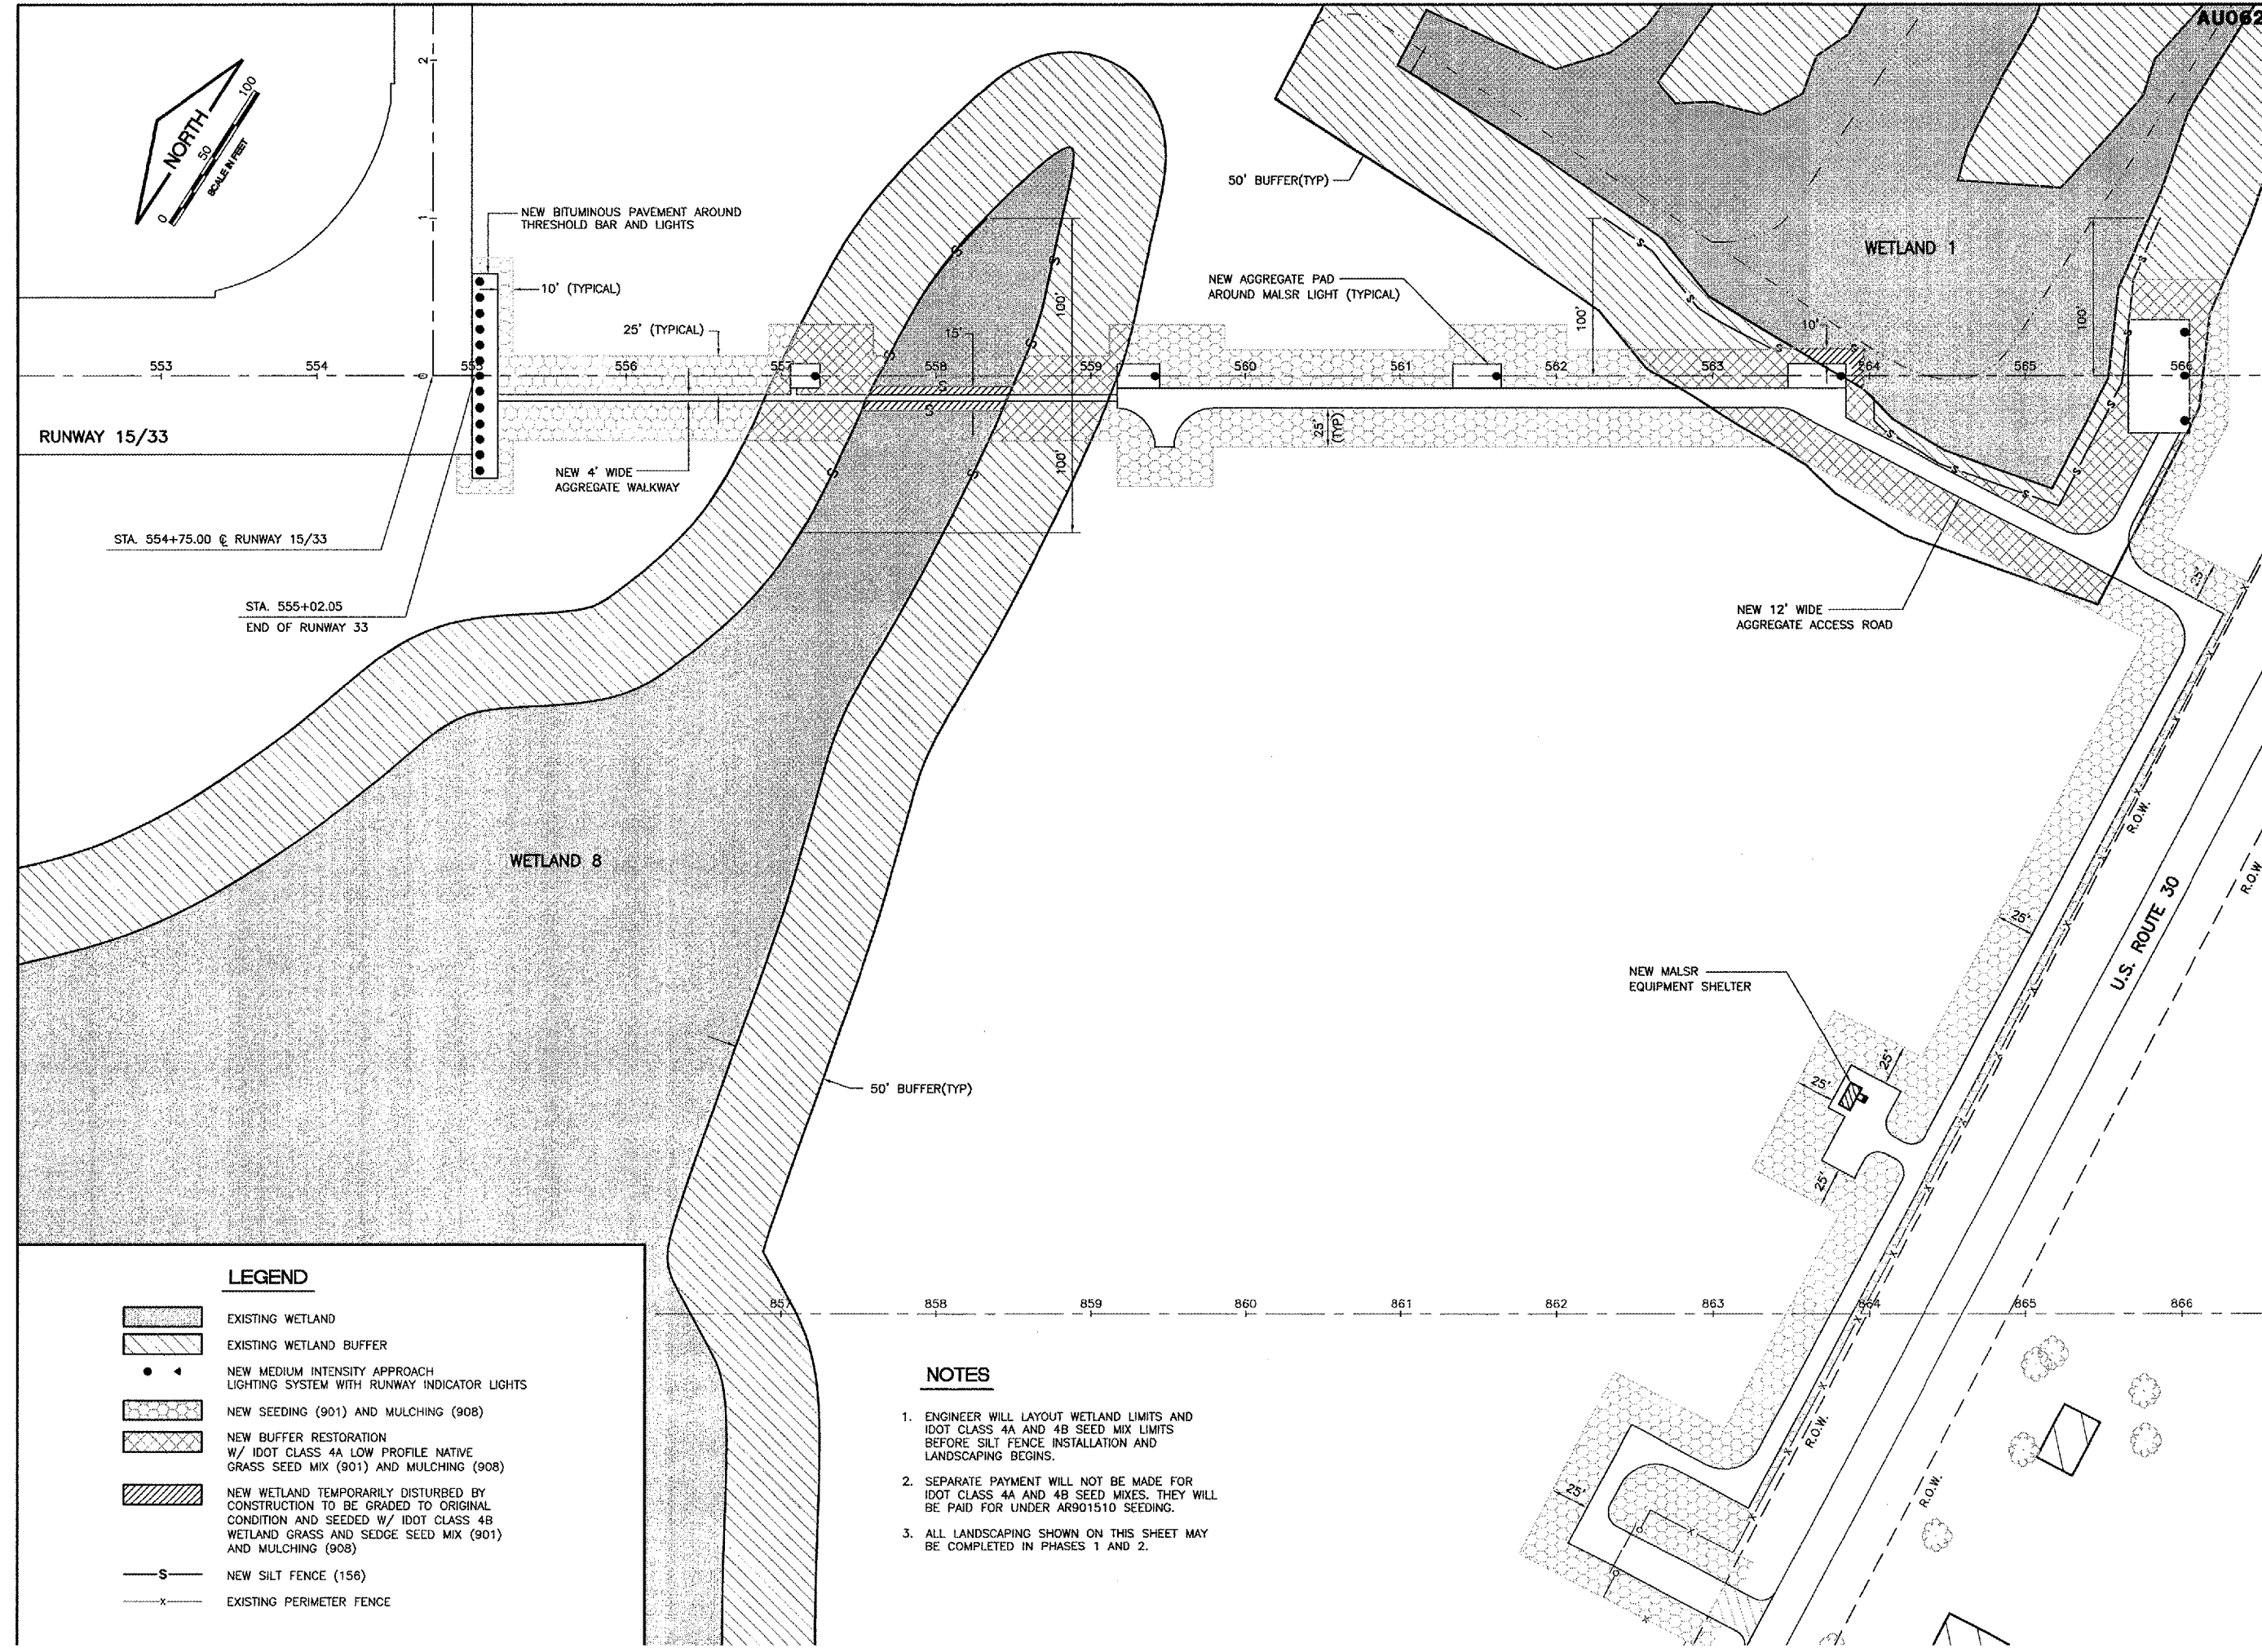 AU062
2
NORTH
100
50
0
SCALE IN FEET
1
0
50' BUFFER(TYP)
NEW BITUMINOUS PAVEMENT AROUND
THRESHOLD BAR AND LIGHTS
WETLAND 1
10' (TYPICAL)
NEW AGGREGATE PAD
AROUND MALSR LIGHT (TYPICAL)
25' (TYPICAL)
15'
100'
100'
10'
100'
553
554
555
556
557
558
559
560
561
562
563
564
565
566
S
S
S
S
S
S
S
S
S
RUNWAY 15/33
25'
(TYP)
100'
NEW 4' WIDE
AGGREGATE WALKWAY
STA. 554+75.00 ℄ RUNWAY 15/33
STA. 555+02.05
END OF RUNWAY 33
NEW 12' WIDE
AGGREGATE ACCESS ROAD
25'
R.O.W.
R.O.W
WETLAND 8
U.S. ROUTE 30
25'
NEW MALSR
EQUIPMENT SHELTER
25'
25'
25'
50' BUFFER(TYP)
857
858
859
860
861
862
863
864
865
866
LEGEND
EXISTING WETLAND
EXISTING WETLAND BUFFER
NEW MEDIUM INTENSITY APPROACH
LIGHTING SYSTEM WITH RUNWAY INDICATOR LIGHTS
NEW SEEDING (901) AND MULCHING (908)
NEW BUFFER RESTORATION
W/ IDOT CLASS 4A LOW PROFILE NATIVE
GRASS SEED MIX (901) AND MULCHING (908)
NEW WETLAND TEMPORARILY DISTURBED BY
CONSTRUCTION TO BE GRADED TO ORIGINAL
CONDITION AND SEEDED W/ IDOT CLASS 4B
WETLAND GRASS AND SEDGE SEED MIX (901)
AND MULCHING (908)
S NEW SILT FENCE (156)
x EXISTING PERIMETER FENCE
NOTES
1. ENGINEER WILL LAYOUT WETLAND LIMITS AND
IDOT CLASS 4A AND 4B SEED MIX LIMITS
BEFORE SILT FENCE INSTALLATION AND
LANDSCAPING BEGINS.
2. SEPARATE PAYMENT WILL NOT BE MADE FOR
IDOT CLASS 4A AND 4B SEED MIXES. THEY WILL
BE PAID FOR UNDER AR901510 SEEDING.
3. ALL LANDSCAPING SHOWN ON THIS SHEET MAY
BE COMPLETED IN PHASES 1 AND 2.
R.O.W.
R.O.W.
25'